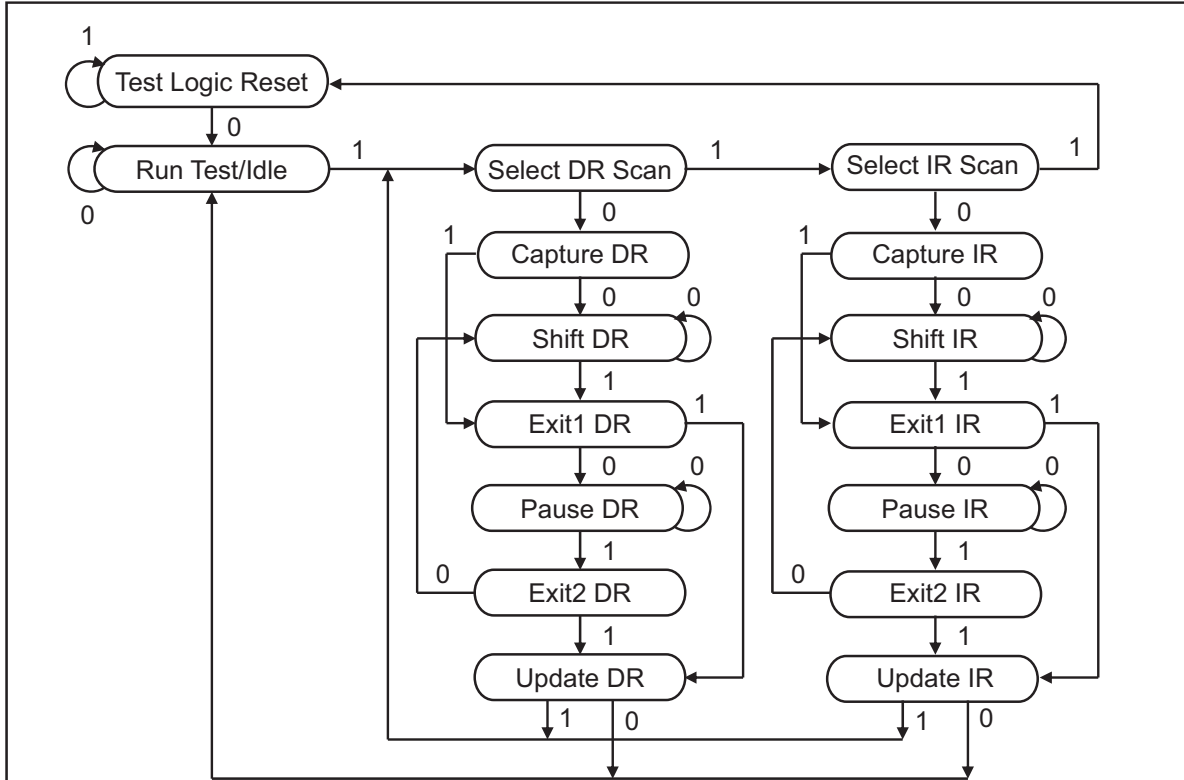 1
Test Logic Reset
0
Run Test/Idle
0
1
Select DR Scan
1
Select IR Scan
1
0
0
1
Capture DR
1
Capture IR
0
0
0
0
Shift DR
Shift IR
1
1
Exit1 DR
1
Exit1 IR
1
0
0
0
0
Pause DR
Pause IR
1
1
0
Exit2 DR
0
Exit2 IR
1
1
Update DR
Update IR
1
0
1
0